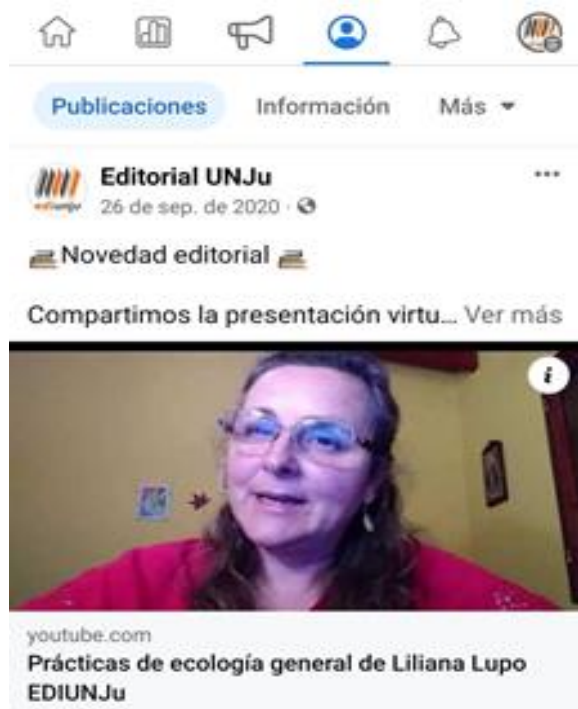 Publicaciones Información Más
Editorial UNJu
26 de sep. de 2020 ·
Novedad editorial
Compartimos la presentación virtu... Ver más
i
youtube.com
Prácticas de ecología general de Liliana Lupo
EDIUNJu